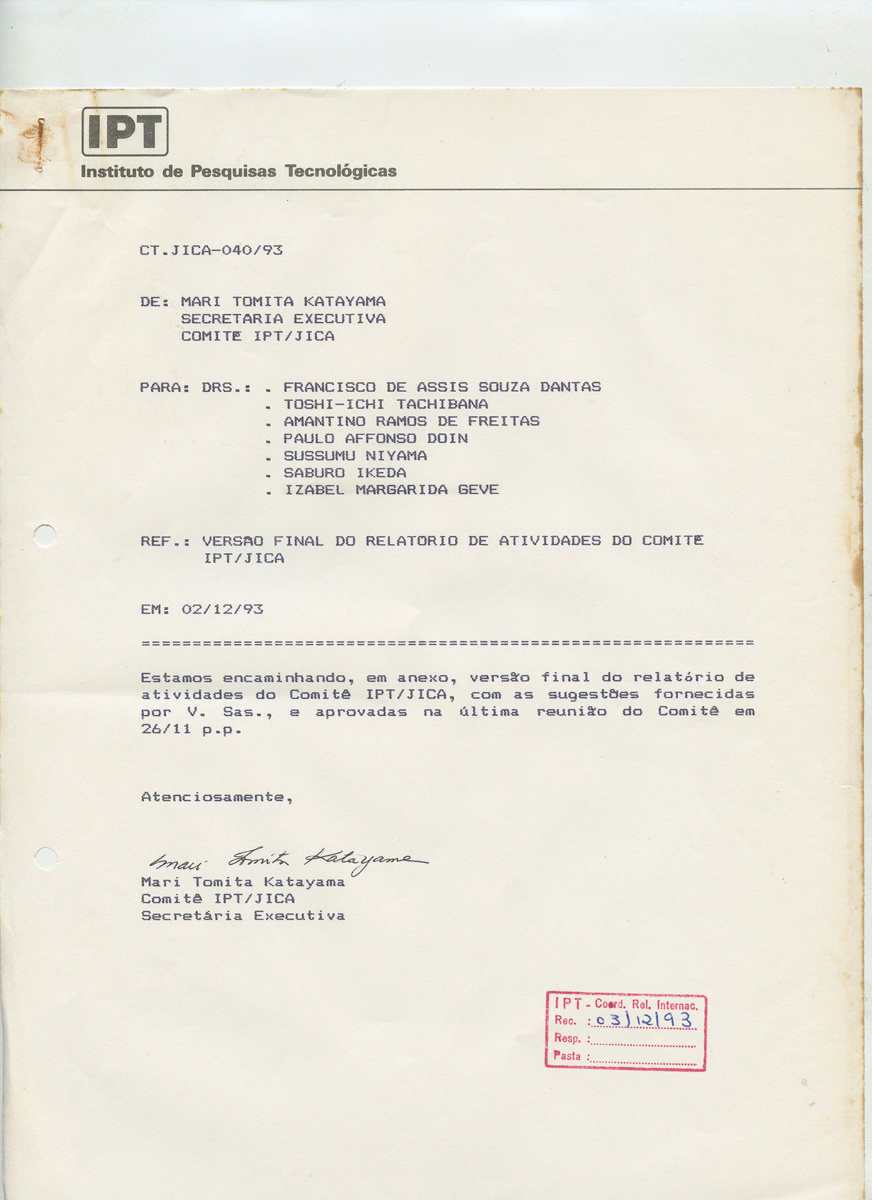 IPT
Instituto de Pesquisas Tecnológicas
CT.JICA-040/93
DE: MARI TOMITA KATAYAMA
SECRETARIA EXECUTIVA
COMITE IPT/JICA
PARA: DRS.: . FRANCISCO DE ASSIS SOUZA DANTAS
. TOSHI-ICHI TACHIBANA
. AMANTINO RAMOS DE FREITAS
. PAULO AFFONSO DOIN
. SUSSUMU NIYAMA
. SABURO IKEDA
. IZABEL MARGARIDA GEVE
REF.: VERSÃO FINAL DO RELATORIO DE ATIVIDADES DO COMITE
IPT/JICA
EM: 02/12/93
============================================================
Estamos encaminhando, em anexo, versão final do relatório de
atividades do Comitê IPT/JICA, com as sugestões fornecidas
por V. Sas., e aprovadas na última reunião do Comitê em
26/11 p.p.
Atenciosamente,
Mari Tomita Katayama
Mari Tomita Katayama
Comitê IPT/JICA
Secretária Executiva
IPT - Coord. Rel. Internac.
Rec. : 03/12/93
Resp. :
Pasta :